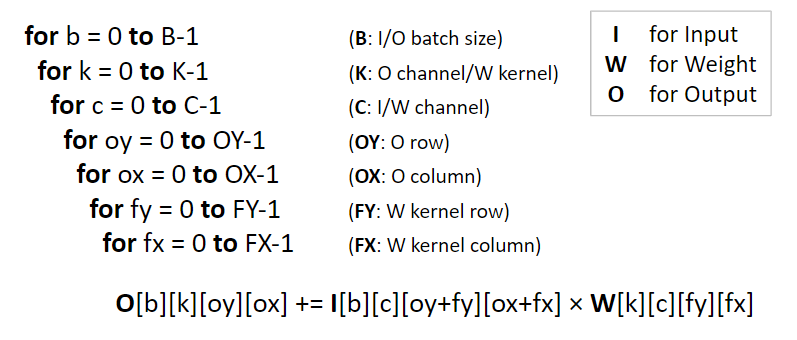 for b = 0 to B-1 (B: I/O batch size)
for k = 0 to K-1 (K: O channel/W kernel)
for c = 0 to C-1 (C: I/W channel)
for oy = 0 to OY-1 (OY: O row)
for ox = 0 to OX-1 (OX: O column)
for fy = 0 to FY-1 (FY: W kernel row)
for fx = 0 to FX-1 (FX: W kernel column)
O[b][k][oy][ox] += I[b][c][oy+fy][ox+fx] × W[k][c][fy][fx]
I for Input
W for Weight
O for Output